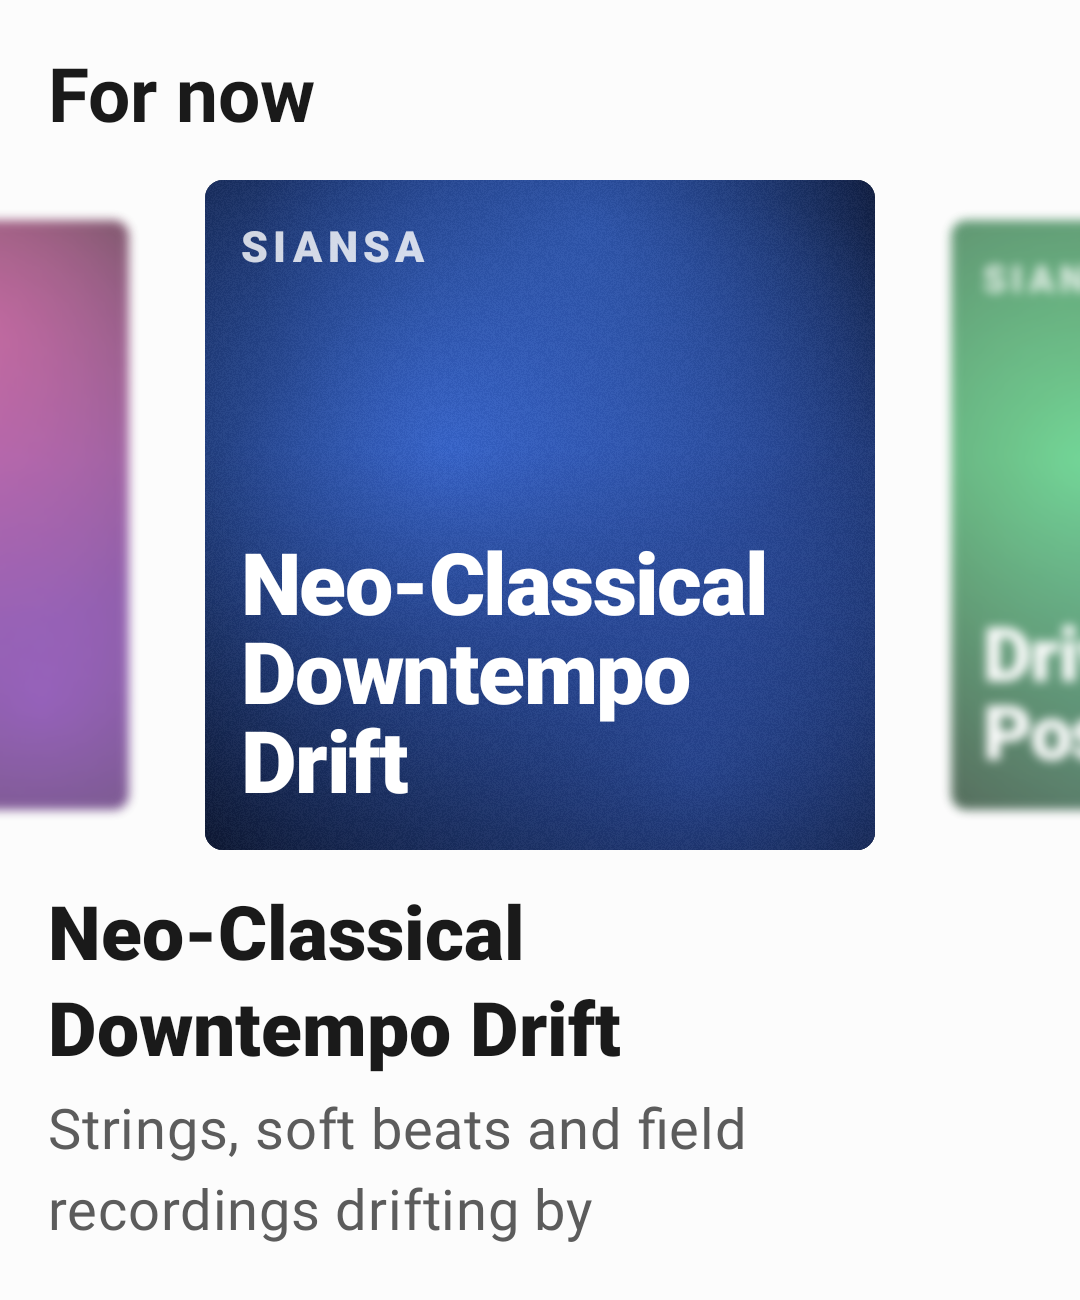 For now
SIANSA
Neo-Classical
Downtempo
Drift
Neo-Classical
Downtempo Drift
Strings, soft beats and field
recordings drifting by